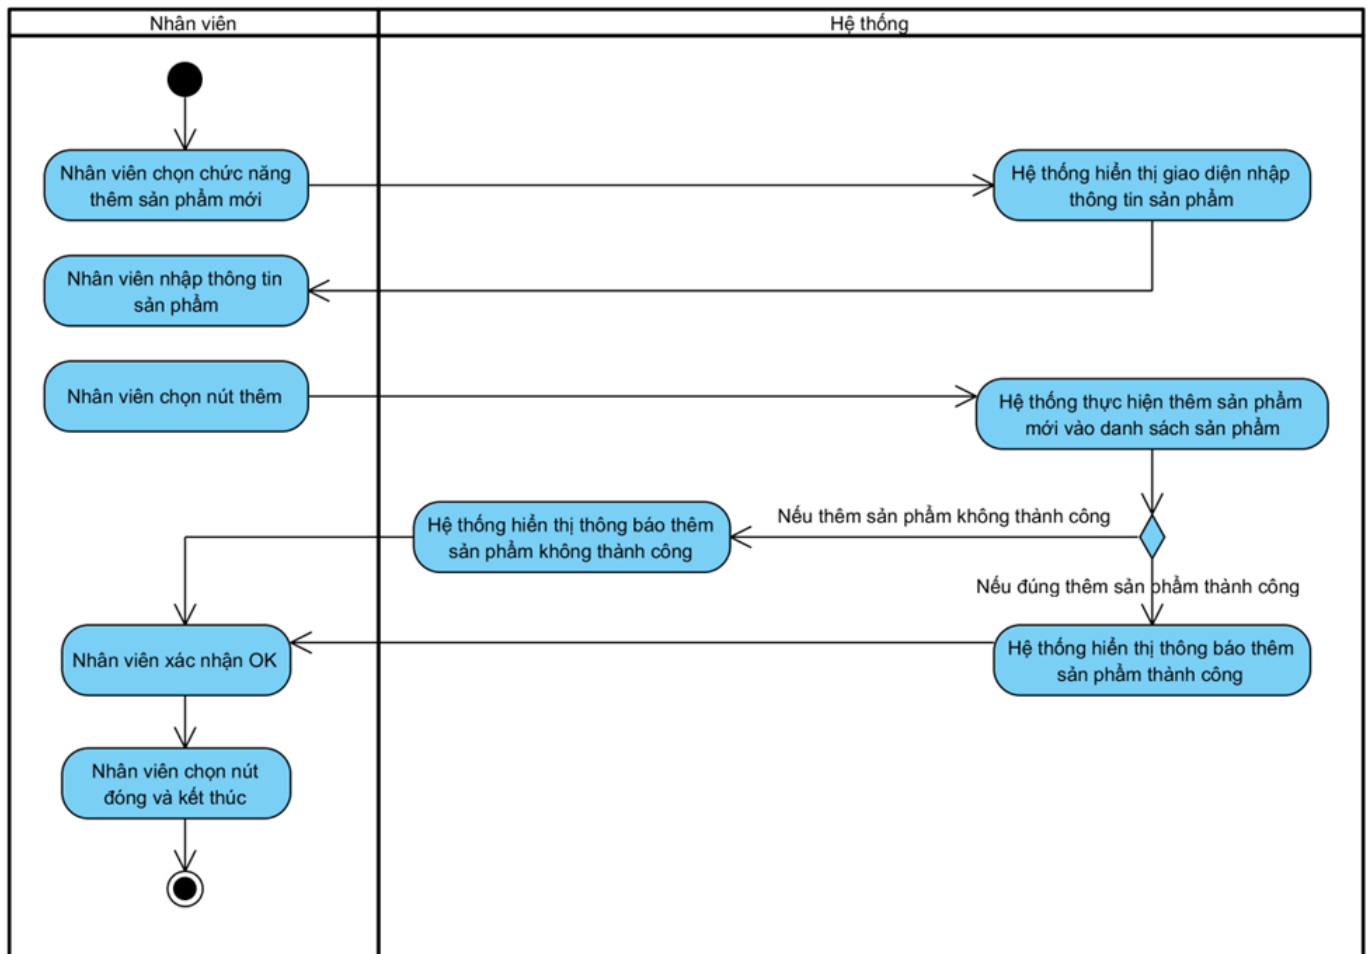 Nhân viên
Hệ thống
Nhân viên chọn chức năng
thêm sản phẩm mới
Hệ thống hiển thị giao diện nhập
thông tin sản phẩm
Nhân viên nhập thông tin
sản phẩm
Nhân viên chọn nút thêm
Hệ thống thực hiện thêm sản phẩm
mới vào danh sách sản phẩm
Nếu thêm sản phẩm không thành công
Hệ thống hiển thị thông báo thêm
sản phẩm không thành công
Nếu đúng thêm sản phẩm thành công
Nhân viên xác nhận OK
Hệ thống hiển thị thông báo thêm
sản phẩm thành công
Nhân viên chọn nút
đóng và kết thúc